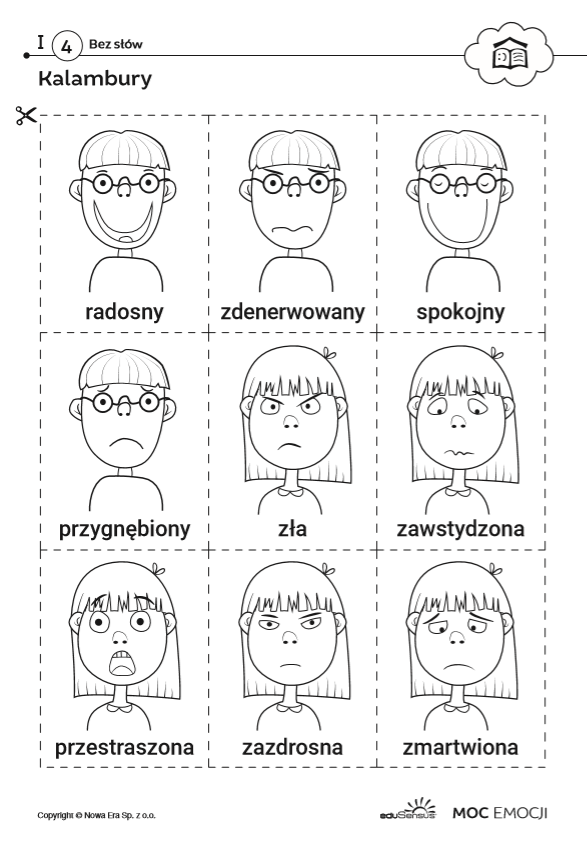 I 4 Bez słów
Kalambury
radosny zdenerwowany spokojny
przygnębiony zła zawstydzona
przestraszona zazdrosna zmartwiona
Copyright © Nowa Era Sp. z o.o. eduSensus MOC EMOCJI